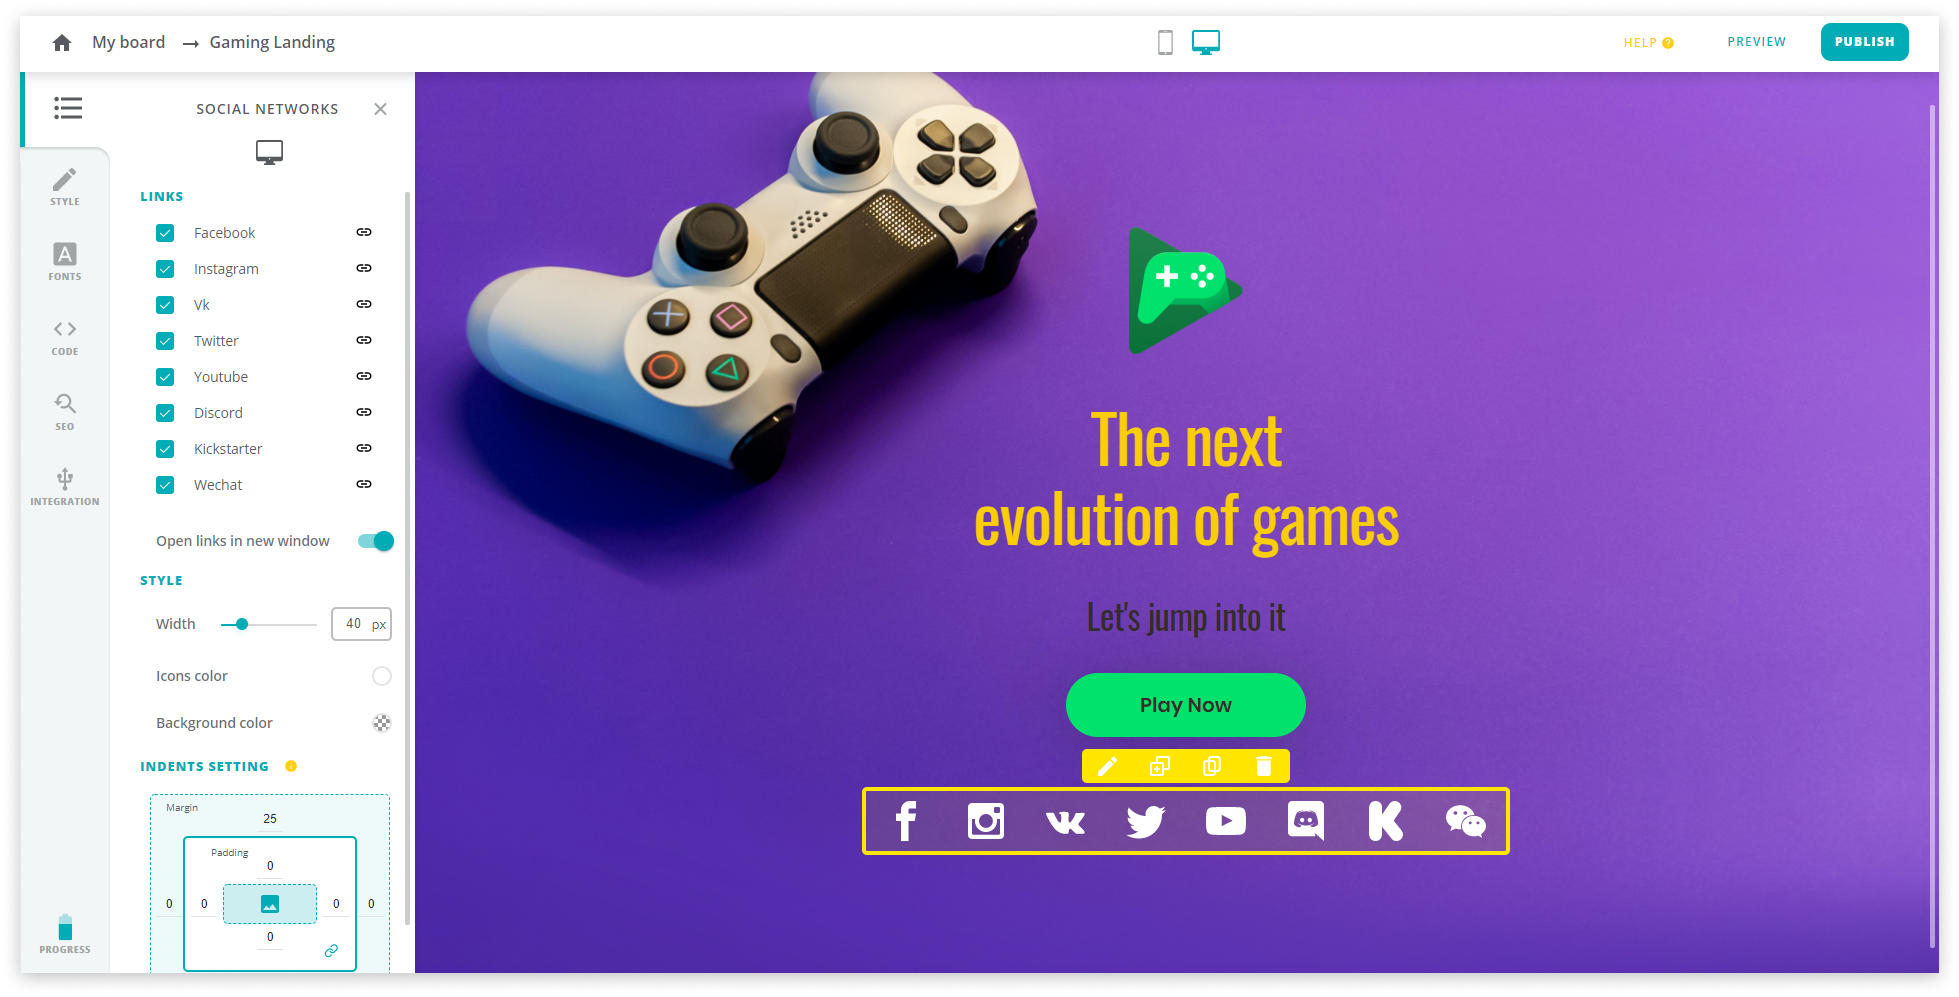 My board → Gaming Landing
HELP ?
PREVIEW
PUBLISH
SOCIAL NETWORKS
STYLE
FONTS
CODE
SEO
INTEGRATION
PROGRESS
LINKS
Facebook
Instagram
Vk
Twitter
Youtube
Discord
Kickstarter
Wechat
Open links in new window
STYLE
Width 40 px
Icons color
Background color
INDENTS SETTING
Margin
25
Padding
0
0 0 0 0
0
The next
evolution of games
Let's jump into it
Play Now